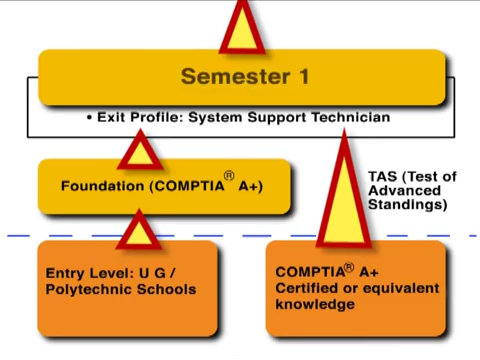 Semester 1
• Exit Profile: System Support Technician
Foundation (COMPTIA® A+)
TAS (Test of
Advanced
Standings)
Entry Level: U G /
Polytechnic Schools
COMPTIA® A+
Certified or equivalent
knowledge